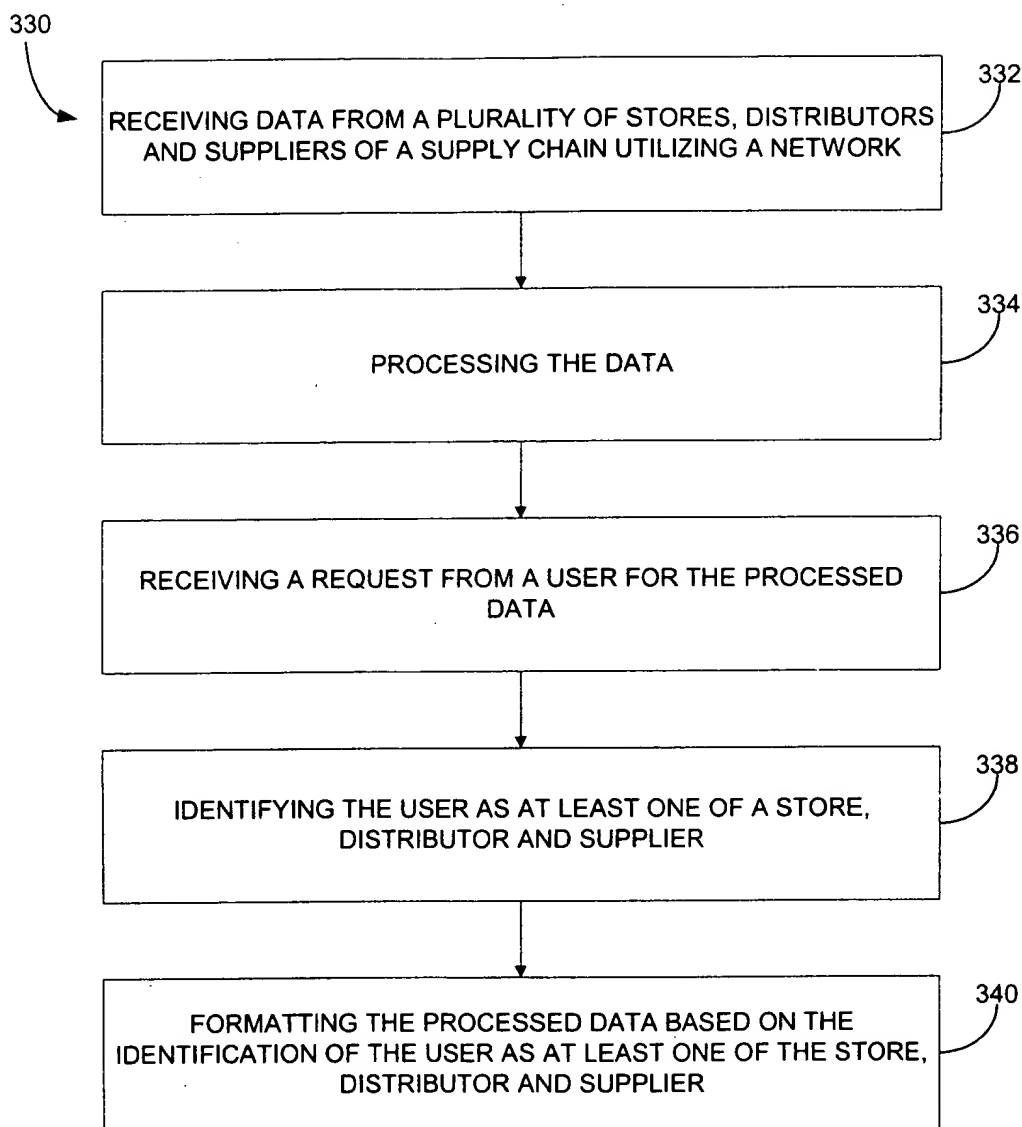 330
332
RECEIVING DATA FROM A PLURALITY OF STORES, DISTRIBUTORS
AND SUPPLIERS OF A SUPPLY CHAIN UTILIZING A NETWORK
334
PROCESSING THE DATA
336
RECEIVING A REQUEST FROM A USER FOR THE PROCESSED
DATA
338
IDENTIFYING THE USER AS AT LEAST ONE OF A STORE,
DISTRIBUTOR AND SUPPLIER
340
FORMATTING THE PROCESSED DATA BASED ON THE
IDENTIFICATION OF THE USER AS AT LEAST ONE OF THE STORE,
DISTRIBUTOR AND SUPPLIER